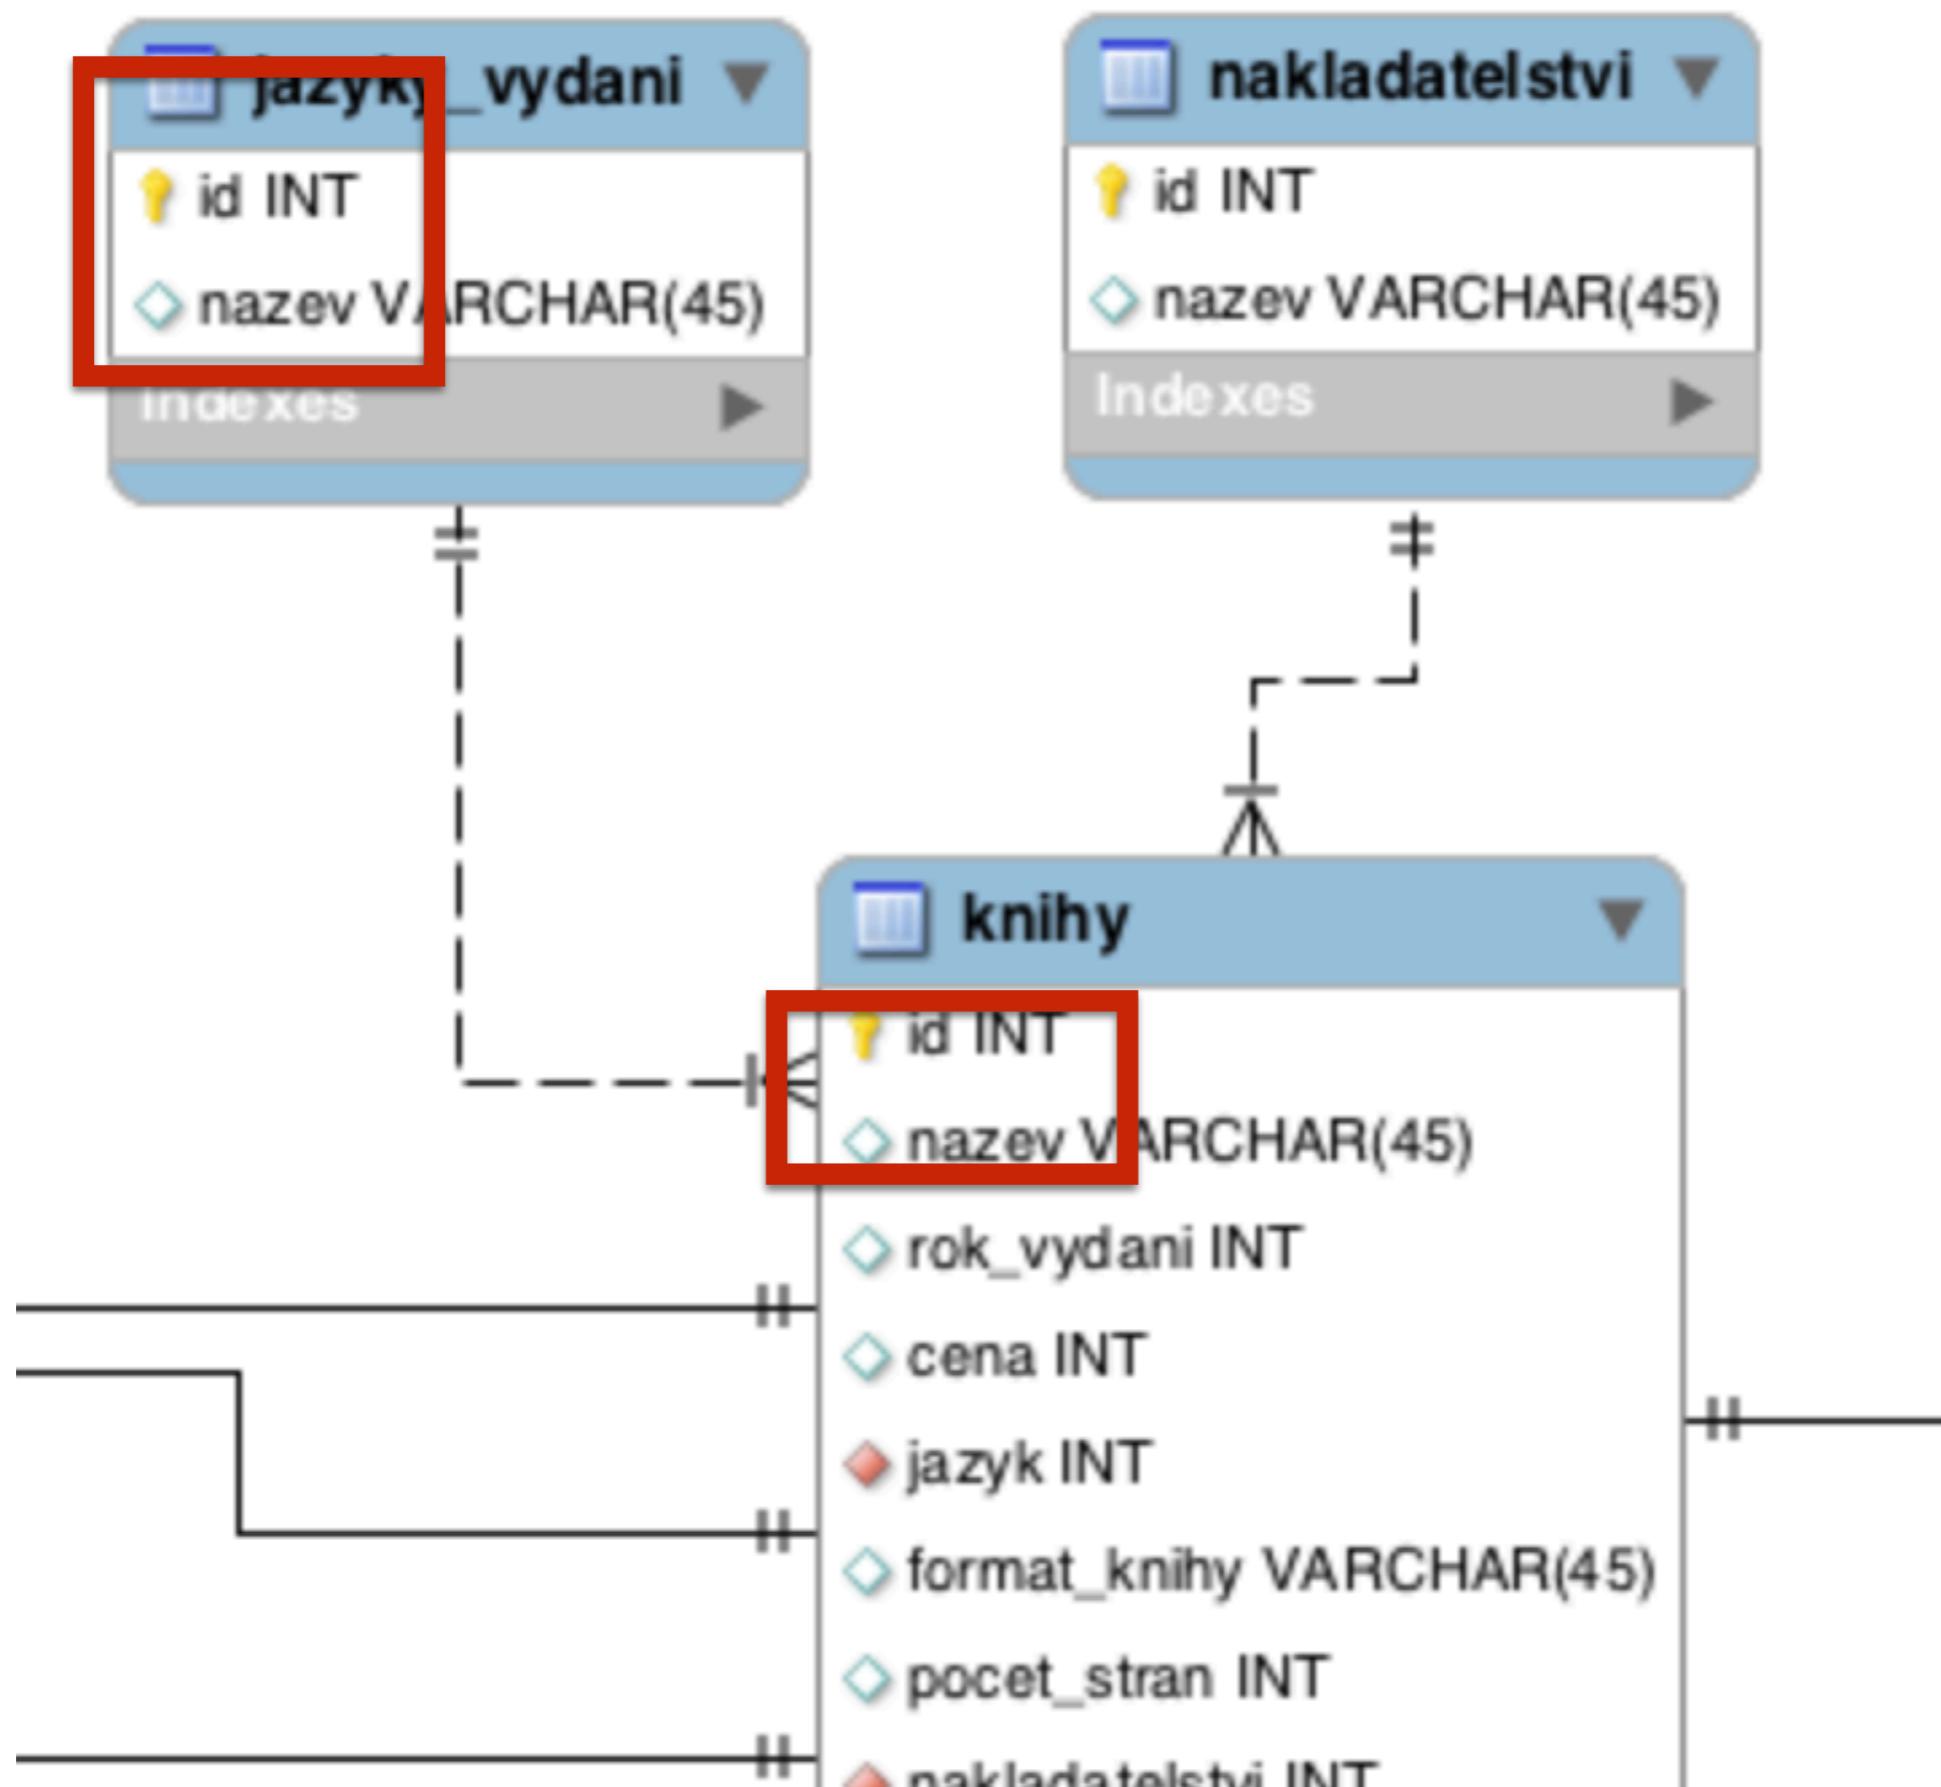 jazyky_vydani
id INT
nazev VARCHAR(45)
Indexes
nakladatelstvi
id INT
nazev VARCHAR(45)
Indexes
knihy
id INT
nazev VARCHAR(45)
rok_vydani INT
cena INT
jazyk INT
format_knihy VARCHAR(45)
pocet_stran INT
nakladatelstvi INT